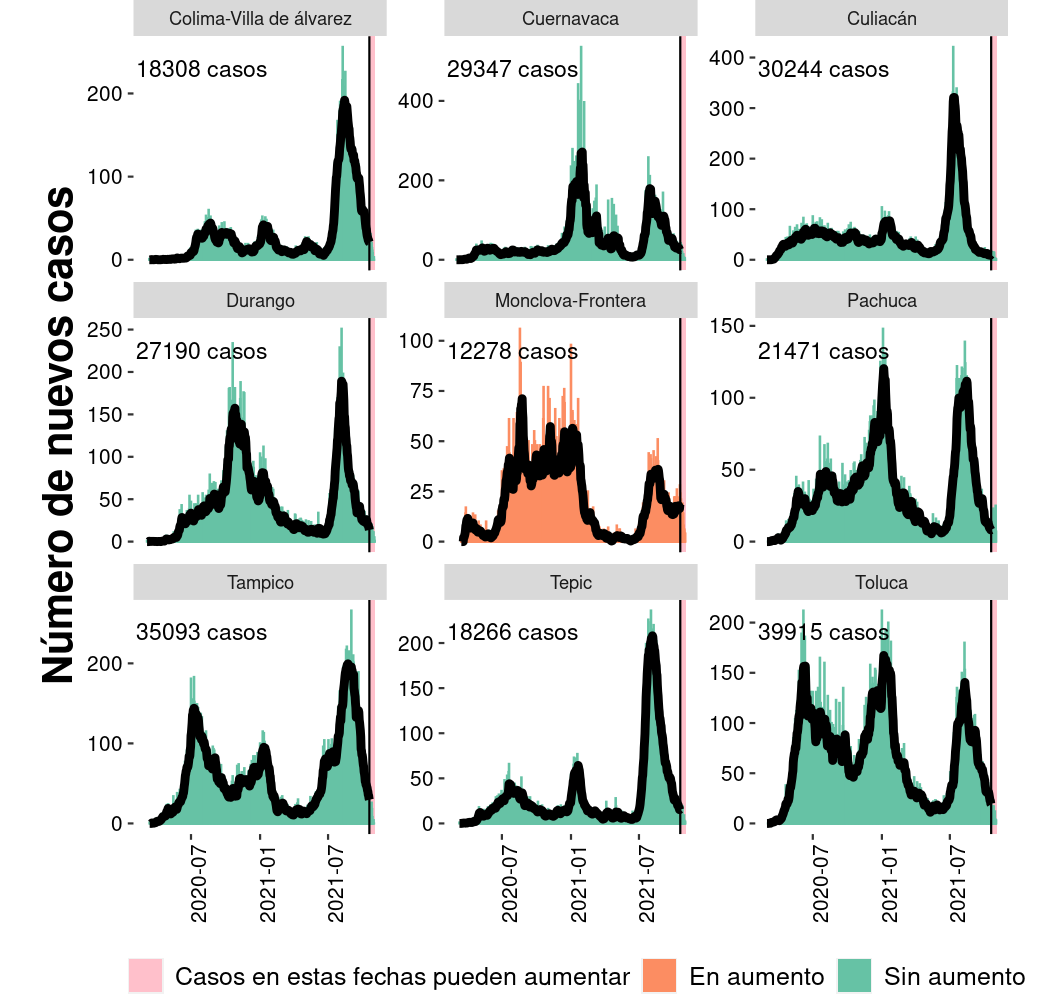 Número de nuevos casos
Colima-Villa de álvarez
18308 casos
200
100
0
Cuernavaca
29347 casos
400
200
0
Culiacán
30244 casos
400
300
200
100
0
Durango
27190 casos
250
200
150
100
50
0
Monclova-Frontera
12278 casos
100
75
50
25
0
Pachuca
21471 casos
150
100
50
0
Tampico
35093 casos
200
100
0
Tepic
18266 casos
200
150
100
50
0
Toluca
39915 casos
200
150
100
50
0
2020-07
2021-01
2021-07
2020-07
2021-01
2021-07
2020-07
2021-01
2021-07
Casos en estas fechas pueden aumentar
En aumento
Sin aumento